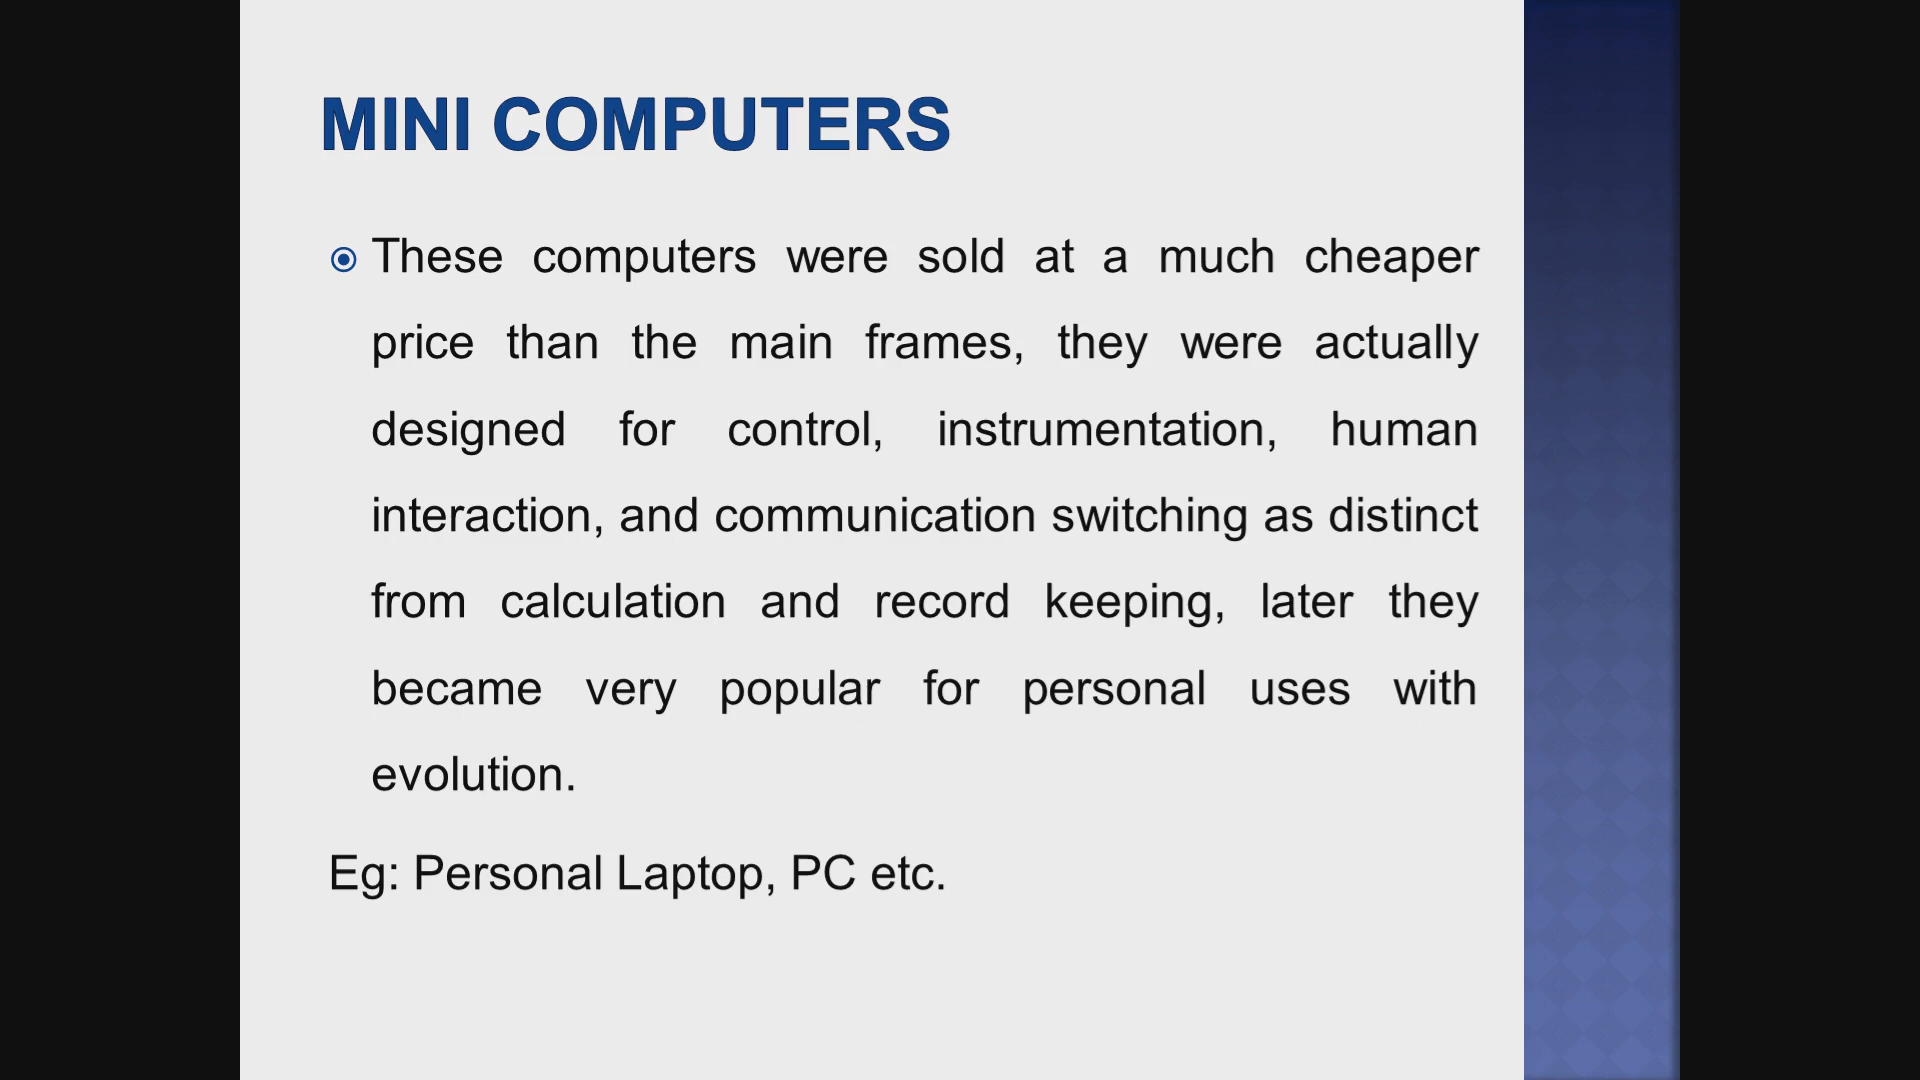 MINI COMPUTERS
These computers were sold at a much cheaper
price than the main frames, they were actually
designed for control, instrumentation, human
interaction, and communication switching as distinct
from calculation and record keeping, later they
became very popular for personal uses with
evolution.
Eg: Personal Laptop, PC etc.